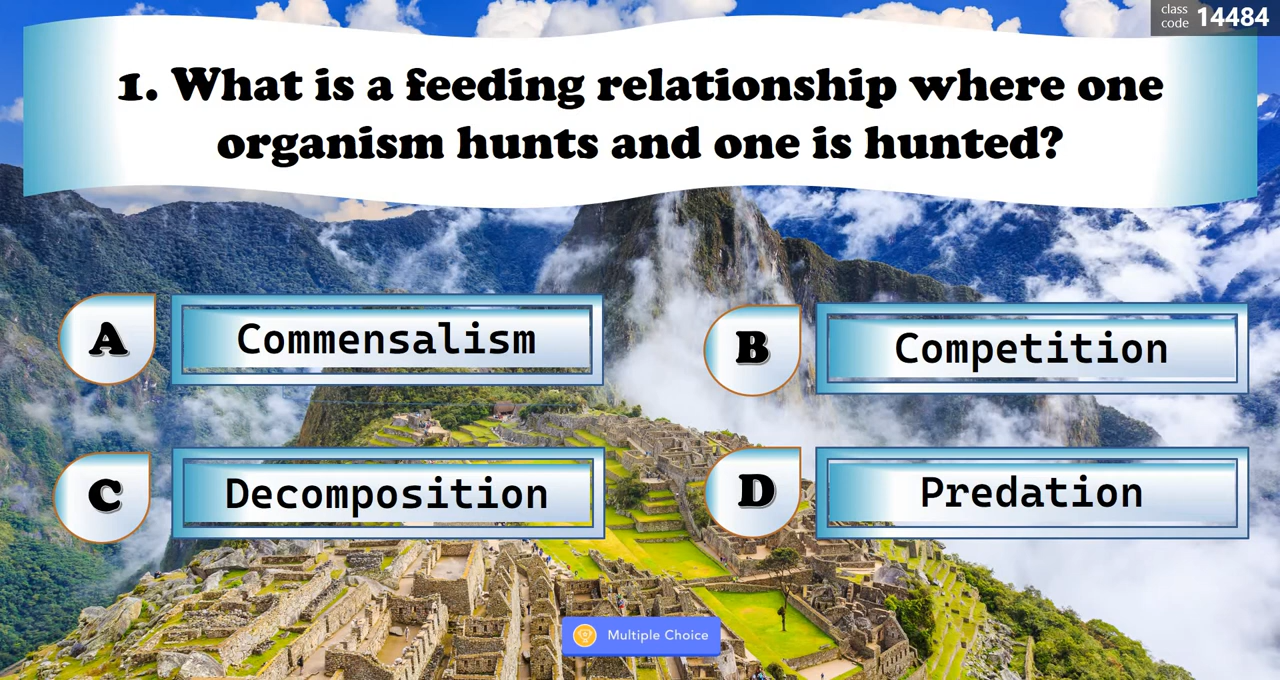 class
code 14484
1. What is a feeding relationship where one
organism hunts and one is hunted?
A Commensalism
B Competition
C Decomposition
D Predation
Multiple Choice